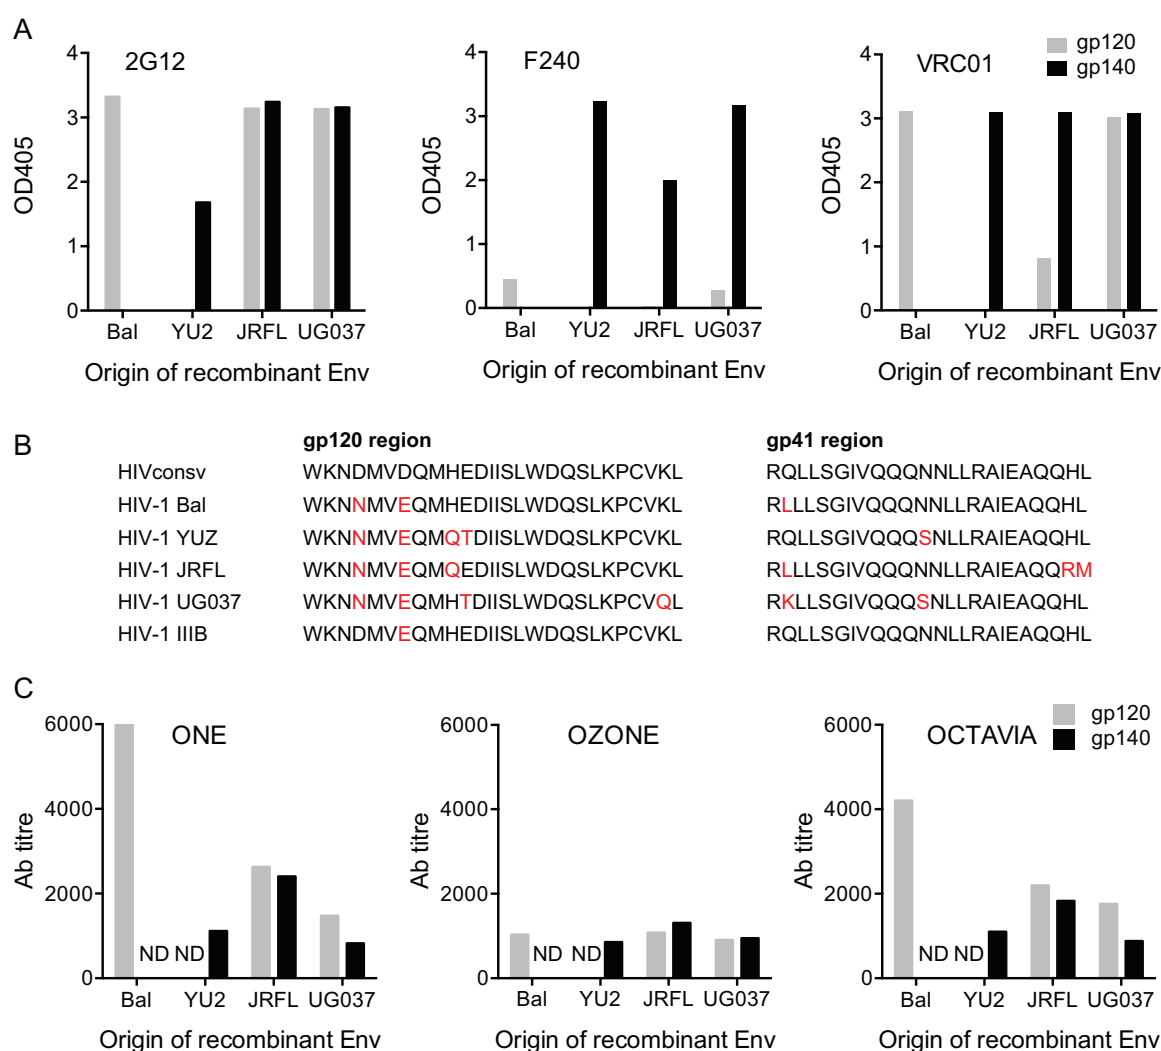 A
2G12
F240
VRC01
gp120
gp140
OD405
4
3
2
1
0
Bal YU2 JRFL UG037
Origin of recombinant Env
OD405
4
3
2
1
0
Bal YU2 JRFL UG037
Origin of recombinant Env
OD405
4
3
2
1
0
Bal YU2 JRFL UG037
Origin of recombinant Env
B
gp120 region gp41 region
HIVconsv WKNDMVDQMHEDIISLWDQSLKPCVKL RQLLSGIVQQQNNLLRAIEAQQHL
HIV-1 Bal WKNNMVEQMHEDIISLWDQSLKPCVKL RLLLSGIVQQQNNLLRAIEAQQHL
HIV-1 YUZ WKNNMVEQMQTDIISLWDQSLKPCVKL RQLLSGIVQQQSNLLRAIEAQQHL
HIV-1 JRFL WKNNMVEQMQEDIISLWDQSLKPCVKL RLLLSGIVQQQNNLLRAIEAQQRM
HIV-1 UG037 WKNNMVEQMHTDIISLWDQSLKPCVQL RKLLSGIVQQQSNLLRAIEAQQHL
HIV-1 IIIB WKNDMVEQMHEDIISLWDQSLKPCVKL RQLLSGIVQQQNNLLRAIEAQQHL
C
ONE
OZONE
OCTAVIA
gp120
gp140
Ab titre
6000
4000
2000
0
ND ND
Bal YU2 JRFL UG037
Origin of recombinant Env
Ab titre
6000
4000
2000
0
ND ND
Bal YU2 JRFL UG037
Origin of recombinant Env
Ab titre
6000
4000
2000
0
ND ND
Bal YU2 JRFL UG037
Origin of recombinant Env